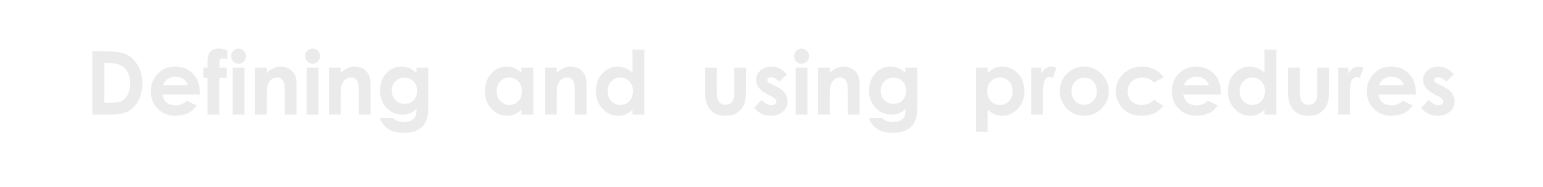 Defining and using procedures